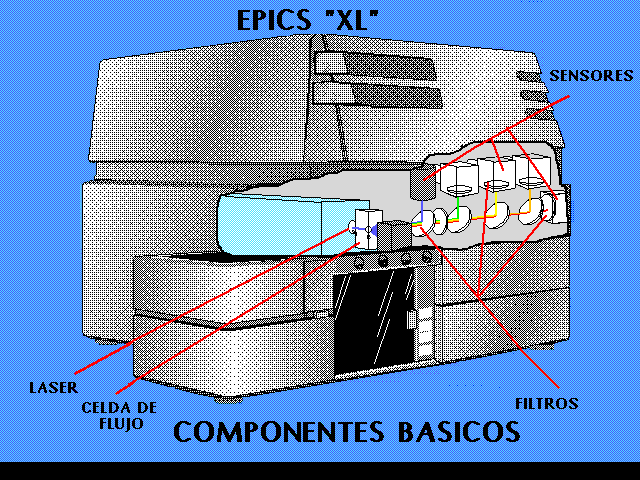 EPICS "XL"
SENSORES
LASER
CELDA DE
FLUJO
FILTROS
COMPONENTES BASICOS